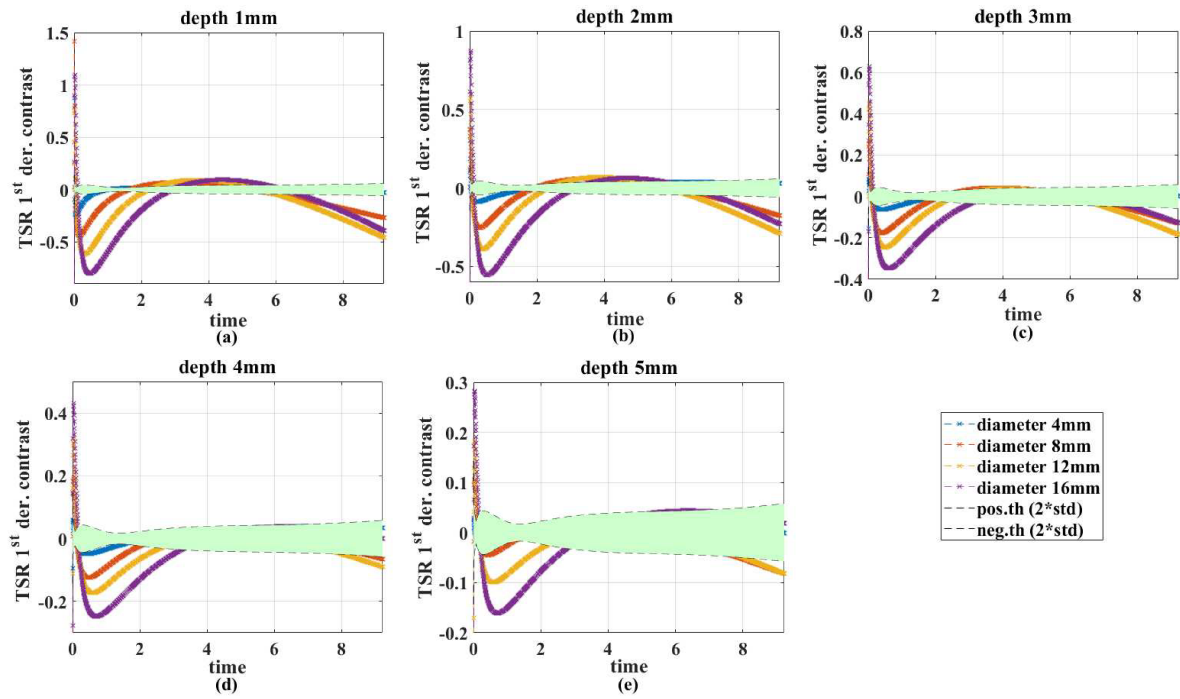 depth 1mm
1.5
1
0.5
0
-0.5
0 2 4 6 8
TSR 1st der. contrast
time
(a)
depth 2mm
1
0.5
0
-0.5
0 2 4 6 8
TSR 1st der. contrast
time
(b)
depth 3mm
0.8
0.6
0.4
0.2
0
-0.2
-0.4
0 2 4 6 8
TSR 1st der. contrast
time
(c)
depth 4mm
0.4
0.2
0
-0.2
0 2 4 6 8
TSR 1st der. contrast
time
(d)
depth 5mm
0.3
0.2
0.1
0
-0.1
-0.2
0 2 4 6 8
TSR 1st der. contrast
time
(e)
diameter 4mm
diameter 8mm
diameter 12mm
diameter 16mm
pos.th (2*std)
neg.th (2*std)